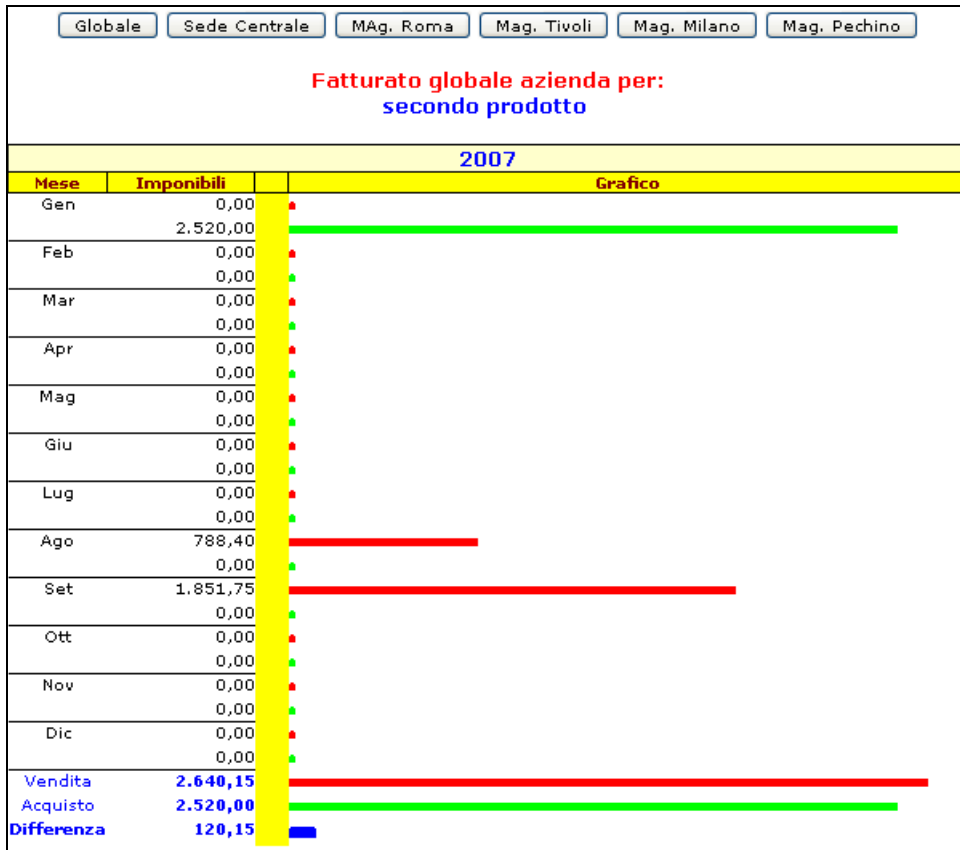 Globale Sede Centrale MAg. Roma Mag. Tivoli Mag. Milano Mag. Pechino
Fatturato globale azienda per:
secondo prodotto
2007
Mese Imponibili Grafico
Gen 0,00
2.520,00
Feb 0,00
0,00
Mar 0,00
0,00
Apr 0,00
0,00
Mag 0,00
0,00
Giu 0,00
0,00
Lug 0,00
0,00
Ago 788,40
0,00
Set 1.851,75
0,00
Ott 0,00
0,00
Nov 0,00
0,00
Dic 0,00
0,00
Vendita 2.640,15
Acquisto 2.520,00
Differenza 120,15